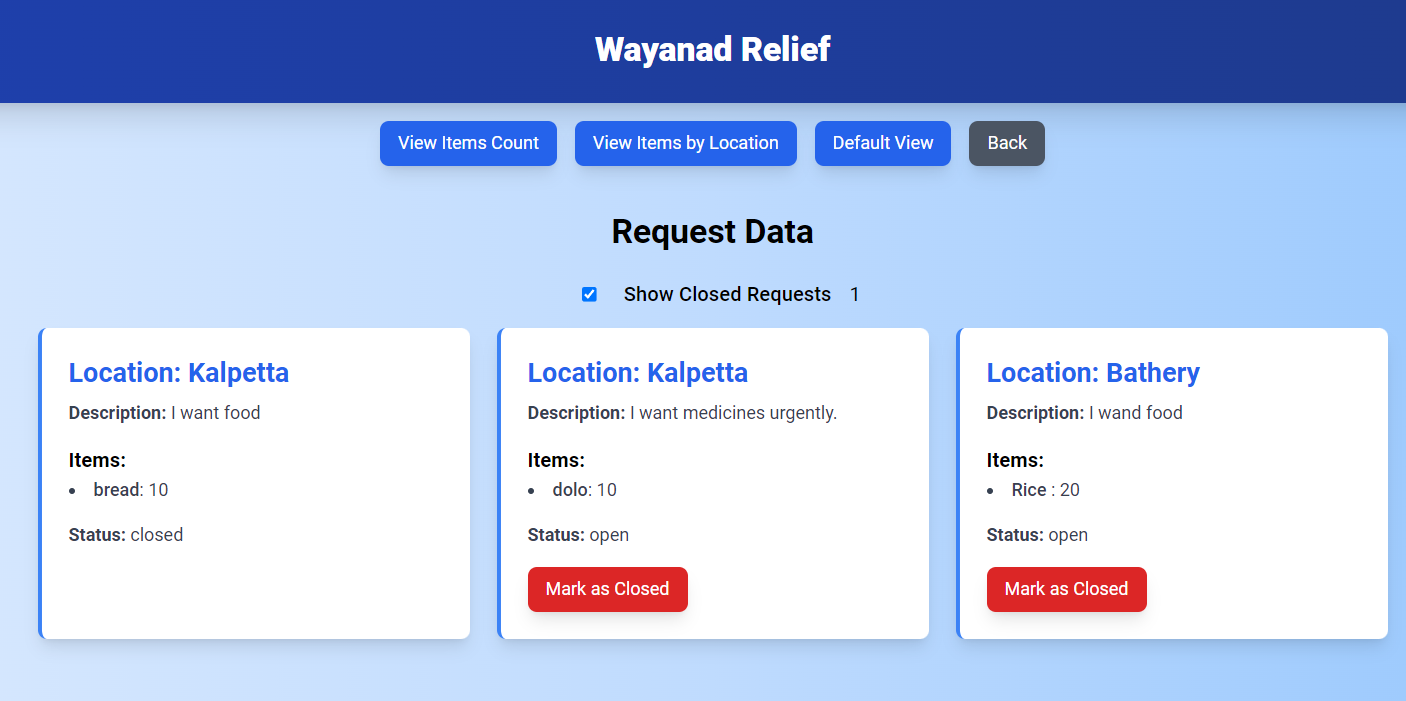 Wayanad Relief
View Items Count
View Items by Location
Default View
Back
Request Data
Show Closed Requests 1
Location: Kalpetta
Description: I want food
Items:
• bread: 10
Status: closed
Location: Kalpetta
Description: I want medicines urgently.
Items:
• dolo: 10
Status: open
Mark as Closed
Location: Bathery
Description: I wand food
Items:
• Rice : 20
Status: open
Mark as Closed